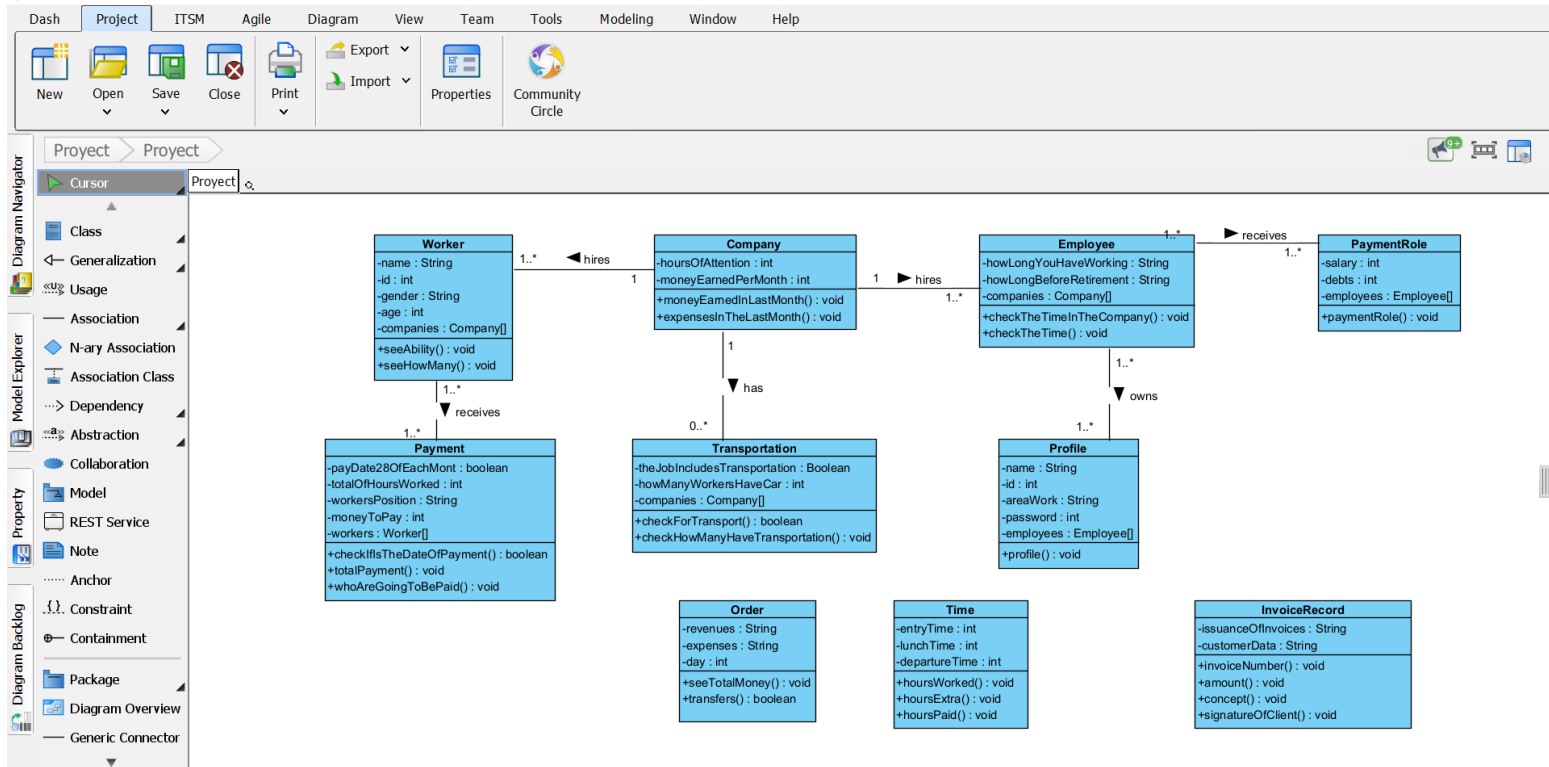 Dash Project ITSM Agile Diagram View Team Tools Modeling Window Help
New
Open
Save
Close
Print
Export
Import
Properties
Community
Circle
Diagram Navigator
Model Explorer
Property
Diagram Backlog
Proyect Proyect
9+
Cursor
Proyect
Class
Generalization
«U» Usage
Association
N-ary Association
Association Class
Dependency
«a» Abstraction
Collaboration
Model
REST Service
Note
Anchor
{} Constraint
Containment
Package
Diagram Overview
Generic Connector
Worker
-name : String
-id : int
-gender : String
-age : int
-companies : Company[]
+seeAbility() : void
+seeHowMany() : void
1..* hires 1
Company
-hoursOfAttention : int
-moneyEarnedPerMonth : int
+moneyEarnedInLastMonth() : void
+expensesInTheLastMonth() : void
1 hires 1..*
Employee
-howLongYouHaveWorking : String
-howLongBeforeRetirement : String
-companies : Company[]
+checkTheTimeInTheCompany() : void
+checkTheTime() : void
1..* receives 1..*
PaymentRole
-salary : int
-debts : int
-employees : Employee[]
+paymentRole() : void
1..*
receives
1..*
Payment
-payDate28OfEachMont : boolean
-totalOfHoursWorked : int
-workersPosition : String
-moneyToPay : int
-workers : Worker[]
+checkIfIsTheDateOfPayment() : boolean
+totalPayment() : void
+whoAreGoingToBePaid() : void
1
has
0..*
Transportation
-theJobIncludesTransportation : Boolean
-howManyWorkersHaveCar : int
-companies : Company[]
+checkForTransport() : boolean
+checkHowManyHaveTransportation() : void
1..*
owns
1..*
Profile
-name : String
-id : int
-areaWork : String
-password : int
-employees : Employee[]
+profile() : void
Order
-revenues : String
-expenses : String
-day : int
+seeTotalMoney() : void
+transfers() : boolean
Time
-entryTime : int
-lunchTime : int
-departureTime : int
+hoursWorked() : void
+hoursExtra() : void
+hoursPaid() : void
InvoiceRecord
-issuanceOfInvoices : String
-customerData : String
+invoiceNumber() : void
+amount() : void
+concept() : void
+signatureOfClient() : void